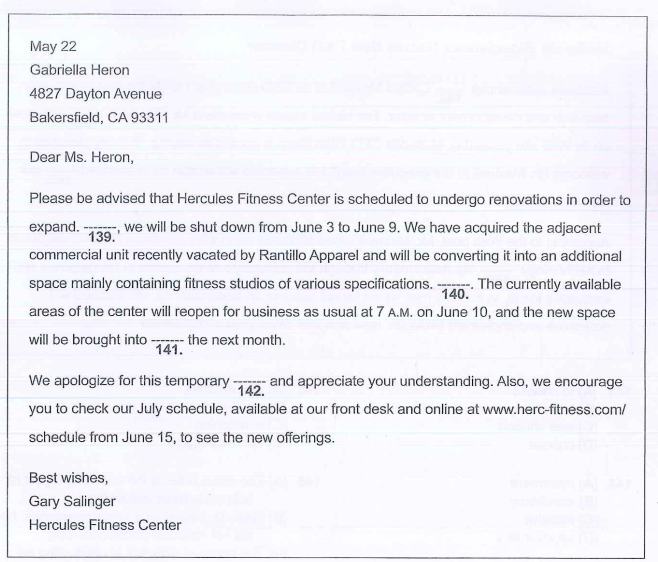 May 22
Gabriella Heron
4827 Dayton Avenue
Bakersfield, CA 93311
Dear Ms. Heron,
Please be advised that Hercules Fitness Center is scheduled to undergo renovations in order to
expand. -------, we will be shut down from June 3 to June 9. We have acquired the adjacent
139.
commercial unit recently vacated by Rantillo Apparel and will be converting it into an additional
space mainly containing fitness studios of various specifications. -------. The currently available
140.
areas of the center will reopen for business as usual at 7 A.M. on June 10, and the new space
will be brought into ------- the next month.
141.
We apologize for this temporary ------- and appreciate your understanding. Also, we encourage
142.
you to check our July schedule, available at our front desk and online at www.herc-fitness.com/
schedule from June 15, to see the new offerings.
Best wishes,
Gary Salinger
Hercules Fitness Center